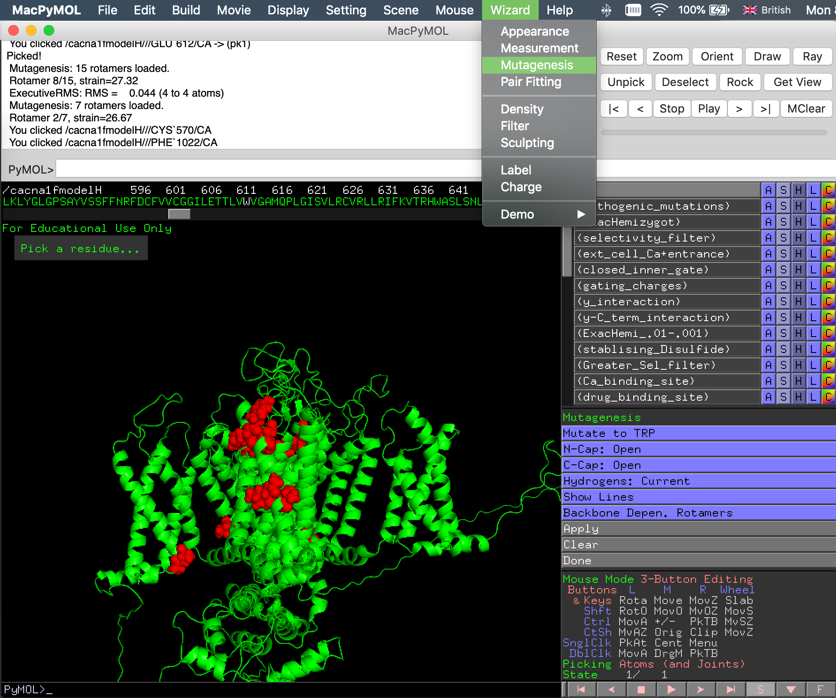 MacPyMOL File Edit Build Movie Display Setting Scene Mouse Wizard Help 100% British Mon
MacPyMOL
You clicked /cacna1fmodelH///GLU`612/CA -> (pk1)
Picked!
Mutagenesis: 15 rotamers loaded.
Rotamer 8/15, strain=27.32
ExecutiveRMS: RMS = 0.044 (4 to 4 atoms)
Mutagenesis: 7 rotamers loaded.
Rotamer 2/7, strain=26.67
You clicked /cacna1fmodelH///CYS`570/CA
You clicked /cacna1fmodelH///PHE`1022/CA
PyMOL>
Appearance
Measurement
Mutagenesis
Pair Fitting
Density
Filter
Sculpting
Label
Charge
Demo
Reset Zoom Orient Draw Ray
Unpick Deselect Rock Get View
|< < Stop Play > >| MClear
/cacna1fmodelH 596 601 606 611 616 621 626 631 636 641
LKLYGLGPSAYVSSFFNRFDCFVVCGGILETTLVWVGAMQPLGISVLRCVRLLRIFKVTRHWASLSNL
For Educational Use Only
Pick a residue...
A S H L C
thogenic_mutations) A S H L C
acHemizygot) A S H L C
(selectivity_filter) A S H L C
(ext_cell_Ca+entrance) A S H L C
(closed_inner_gate) A S H L C
(gating_charges) A S H L C
(y_interaction) A S H L C
(y-C_term_interaction) A S H L C
(ExacHemi_.01-.001) A S H L C
(stablising_Disulfide) A S H L C
(Greater_Sel_filter) A S H L C
(Ca_binding_site) A S H L C
(drug_binding_site) A S H L C
Mutagenesis
Mutate to TRP
N-Cap: Open
C-Cap: Open
Hydrogens: Current
Show Lines
Backbone Depen. Rotamers
Apply
Clear
Done
Mouse Mode 3-Button Editing
Buttons L M R Wheel
& Keys Rota Move MovZ Slab
Shft RotO MovO MvOZ MovS
Ctrl MovA +/- PkTB MvSZ
CtSh MvAZ Orig Clip MovZ
SnglClk PkAt Cent Menu
DblClk MovA DrgM PkTB
Picking Atoms (and Joints)
State 1/ 1
PyMOL>_
S F